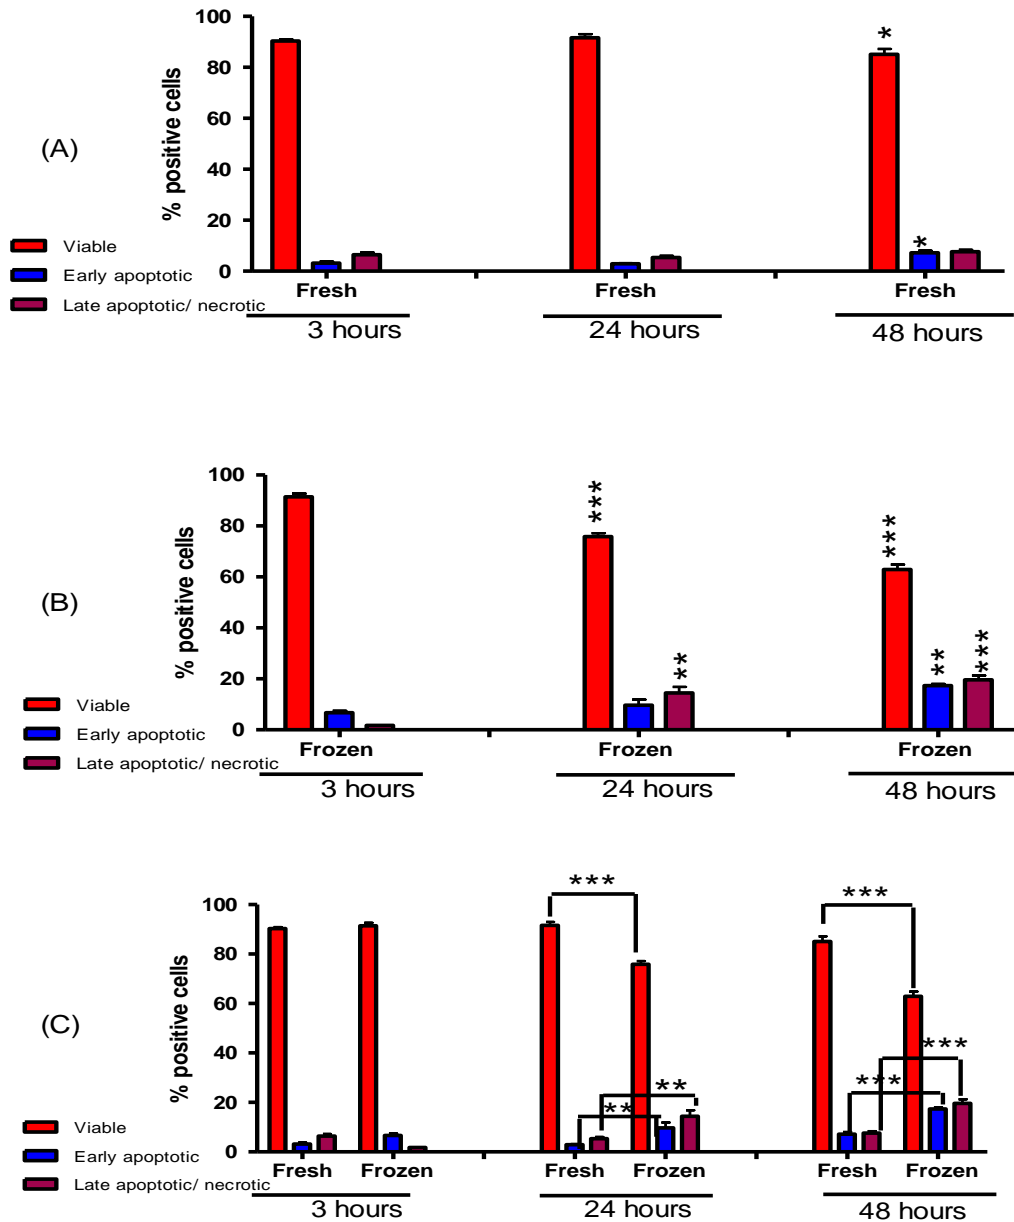 100
80
60
40
20
0
% positive cells
(A)
*
*
Viable
Early apoptotic
Late apoptotic/ necrotic
Fresh
Fresh
Fresh
3 hours
24 hours
48 hours
100
80
60
40
20
0
% positive cells
(B)
***
**
***
**
***
Viable
Early apoptotic
Late apoptotic/ necrotic
Frozen
Frozen
Frozen
3 hours
24 hours
48 hours
100
80
60
40
20
0
% positive cells
(C)
***
**
**
***
***
***
Viable
Early apoptotic
Late apoptotic/ necrotic
Fresh Frozen
Fresh Frozen
Fresh Frozen
3 hours
24 hours
48 hours